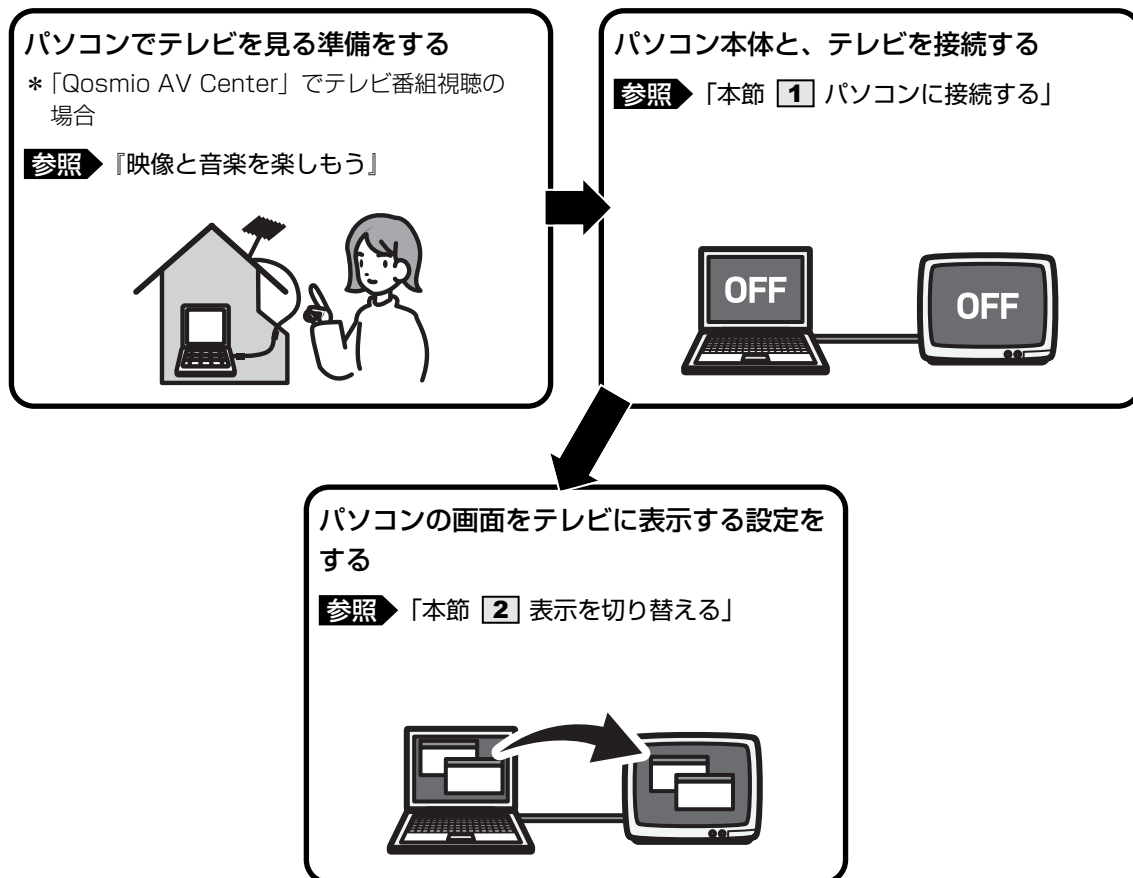 パソコンでテレビを見る準備をする
*「Qosmio AV Center」でテレビ番組視聴の
場合
参照 『映像と音楽を楽しもう』
パソコン本体と、テレビを接続する
参照 「本節 1 パソコンに接続する」
OFF
OFF
パソコンの画面をテレビに表示する設定を
する
参照 「本節 2 表示を切り替える」